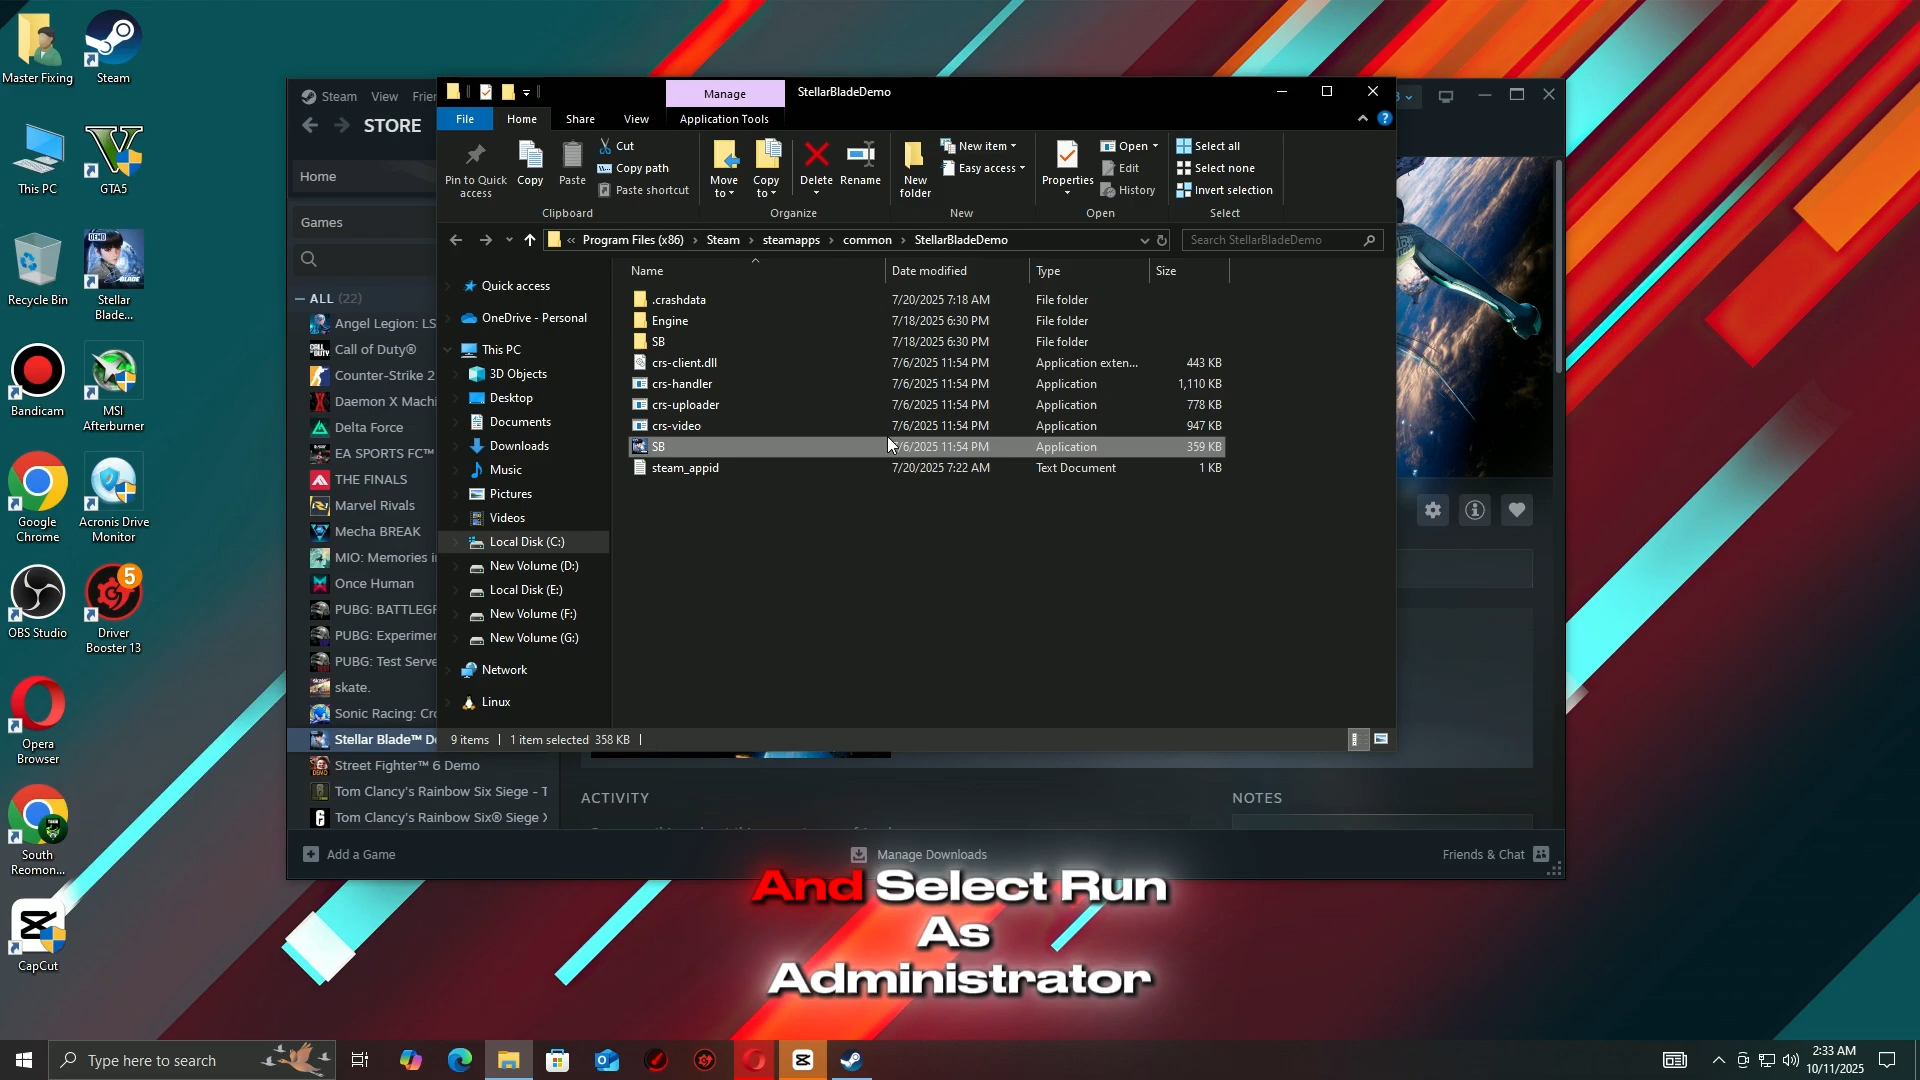 Master Fixing
Steam
This PC
GTA5
Recycle Bin
DEMO
Stellar
Blade...
Bandicam
MSI
Afterburner
Google
Chrome
Acronis Drive
Monitor
OBS Studio
5
Driver
Booster 13
Opera
Browser
South
Reomon...
CapCut
Steam View Frien
STORE
Home
Games
ALL (22)
Angel Legion: LS
Call of Duty®
Counter-Strike 2
Daemon X Machi
Delta Force
EA SPORTS FC™
THE FINALS
Marvel Rivals
Mecha BREAK
MIO: Memories i
Once Human
PUBG: BATTLEGR
PUBG: Experimer
PUBG: Test Serve
skate.
Sonic Racing: Cro
Stellar Blade™ De
Street Fighter™ 6 Demo
Tom Clancy's Rainbow Six Siege - T
Tom Clancy's Rainbow Six® Siege X
Manage
StellarBladeDemo
File Home Share View Application Tools
Pin to Quick
access
Copy
Paste
Cut
Copy path
Paste shortcut
Clipboard
Move
to
Copy
to
Delete
Rename
Organize
New
folder
New item
Easy access
New
Properties
Open
Edit
History
Open
Select all
Select none
Invert selection
Select
« Program Files (x86) › Steam › steamapps › common › StellarBladeDemo
Search StellarBladeDemo
Quick access
OneDrive - Personal
This PC
3D Objects
Desktop
Documents
Downloads
Music
Pictures
Videos
Local Disk (C:)
New Volume (D:)
Local Disk (E:)
New Volume (F:)
New Volume (G:)
Network
Linux
Name Date modified Type Size
.crashdata 7/20/2025 7:18 AM File folder
Engine 7/18/2025 6:30 PM File folder
SB 7/18/2025 6:30 PM File folder
crs-client.dll 7/6/2025 11:54 PM Application exten... 443 KB
crs-handler 7/6/2025 11:54 PM Application 1,110 KB
crs-uploader 7/6/2025 11:54 PM Application 778 KB
crs-video 7/6/2025 11:54 PM Application 947 KB
SB 7/6/2025 11:54 PM Application 359 KB
steam_appid 7/20/2025 7:22 AM Text Document 1 KB
9 items 1 item selected 358 KB
ACTIVITY
NOTES
Add a Game
Manage Downloads
Friends & Chat
And Select Run
As
Administrator
Type here to search
2:33 AM
10/11/2025